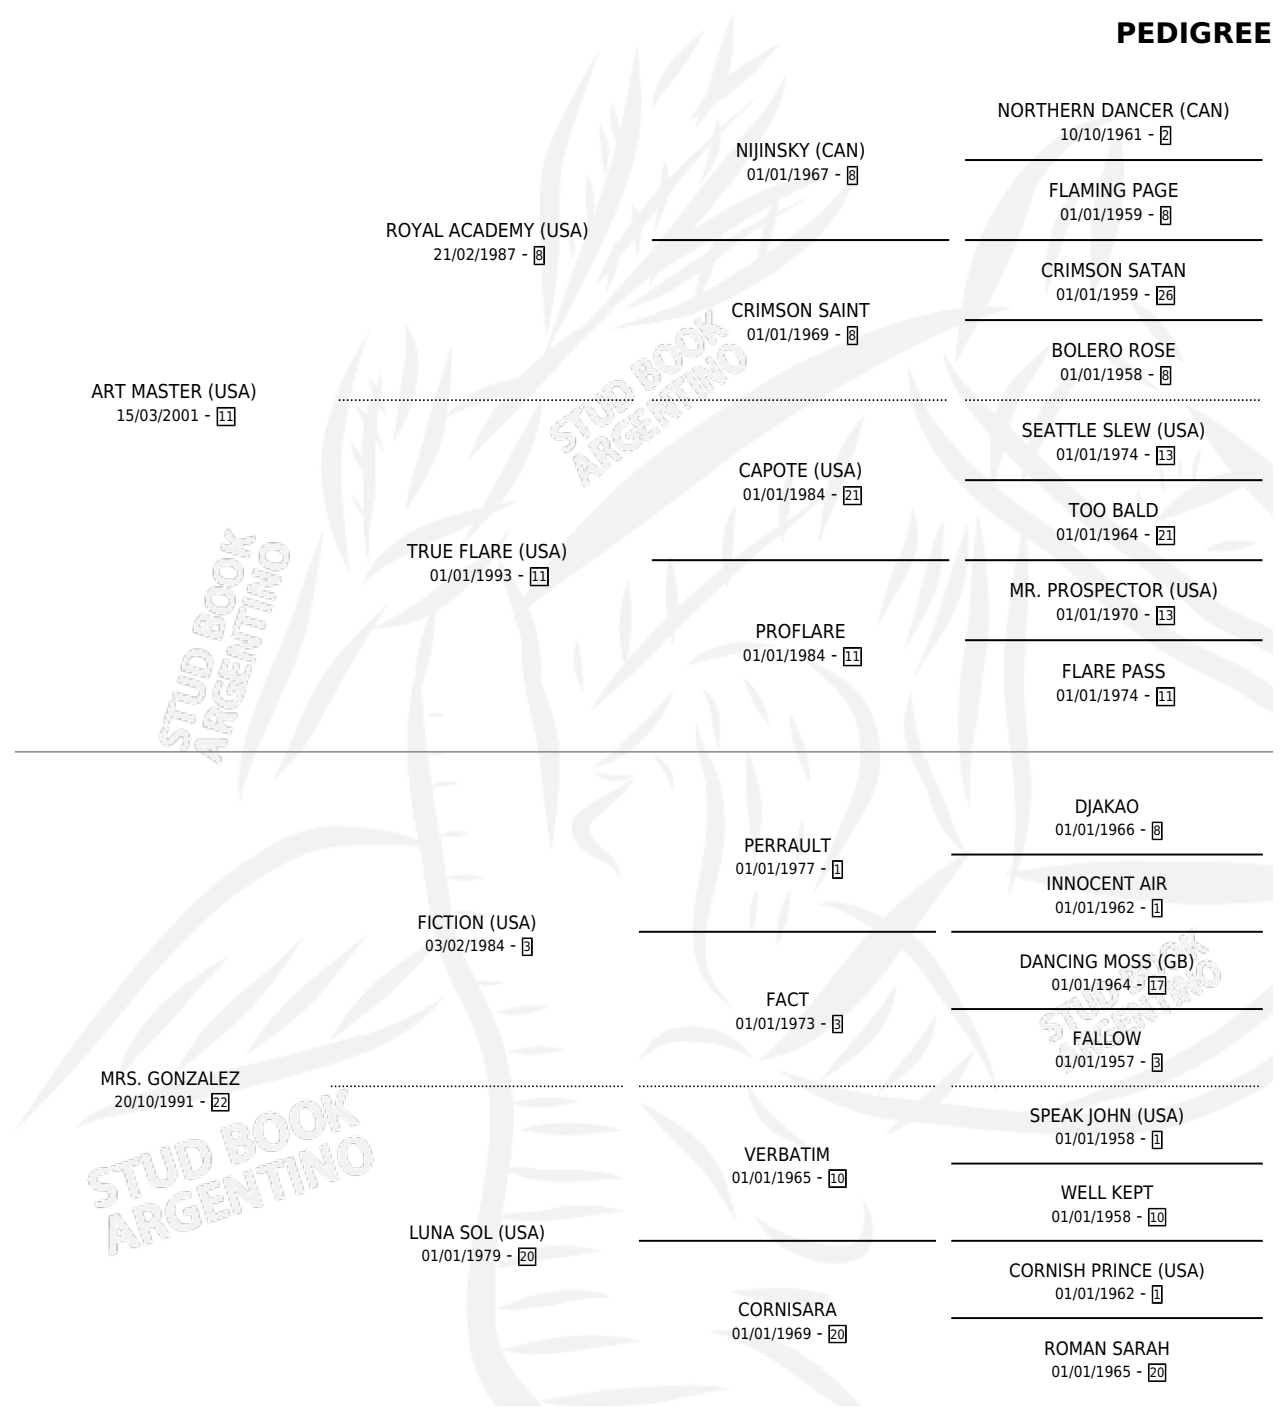 PEDIGREE
NORTHERN DANCER (CAN)
10/10/1961 - 2
NIJINSKY (CAN)
01/01/1967 - 8
FLAMING PAGE
01/01/1959 - 8
ROYAL ACADEMY (USA)
21/02/1987 - 8
CRIMSON SATAN
01/01/1959 - 26
CRIMSON SAINT
01/01/1969 - 8
BOLERO ROSE
01/01/1958 - 8
ART MASTER (USA)
15/03/2001 - 11
SEATTLE SLEW (USA)
01/01/1974 - 13
CAPOTE (USA)
01/01/1984 - 21
TOO BALD
01/01/1964 - 21
TRUE FLARE (USA)
01/01/1993 - 11
MR. PROSPECTOR (USA)
01/01/1970 - 13
PROFLARE
01/01/1984 - 11
FLARE PASS
01/01/1974 - 11
DJAKAO
01/01/1966 - 8
PERRAULT
01/01/1977 - 1
INNOCENT AIR
01/01/1962 - 1
FICTION (USA)
03/02/1984 - 3
DANCING MOSS (GB)
01/01/1964 - 17
FACT
01/01/1973 - 3
FALLOW
01/01/1957 - 3
MRS. GONZALEZ
20/10/1991 - 22
SPEAK JOHN (USA)
01/01/1958 - 1
VERBATIM
01/01/1965 - 10
WELL KEPT
01/01/1958 - 10
LUNA SOL (USA)
01/01/1979 - 20
CORNISH PRINCE (USA)
01/01/1962 - 1
CORNISARA
01/01/1969 - 20
ROMAN SARAH
01/01/1965 - 20
STUD BOOK
ARGENTINO
STUD BOOK
ARGENTINO
STUD BOOK
ARGENTINO
STUD BOOK
ARGENTINO